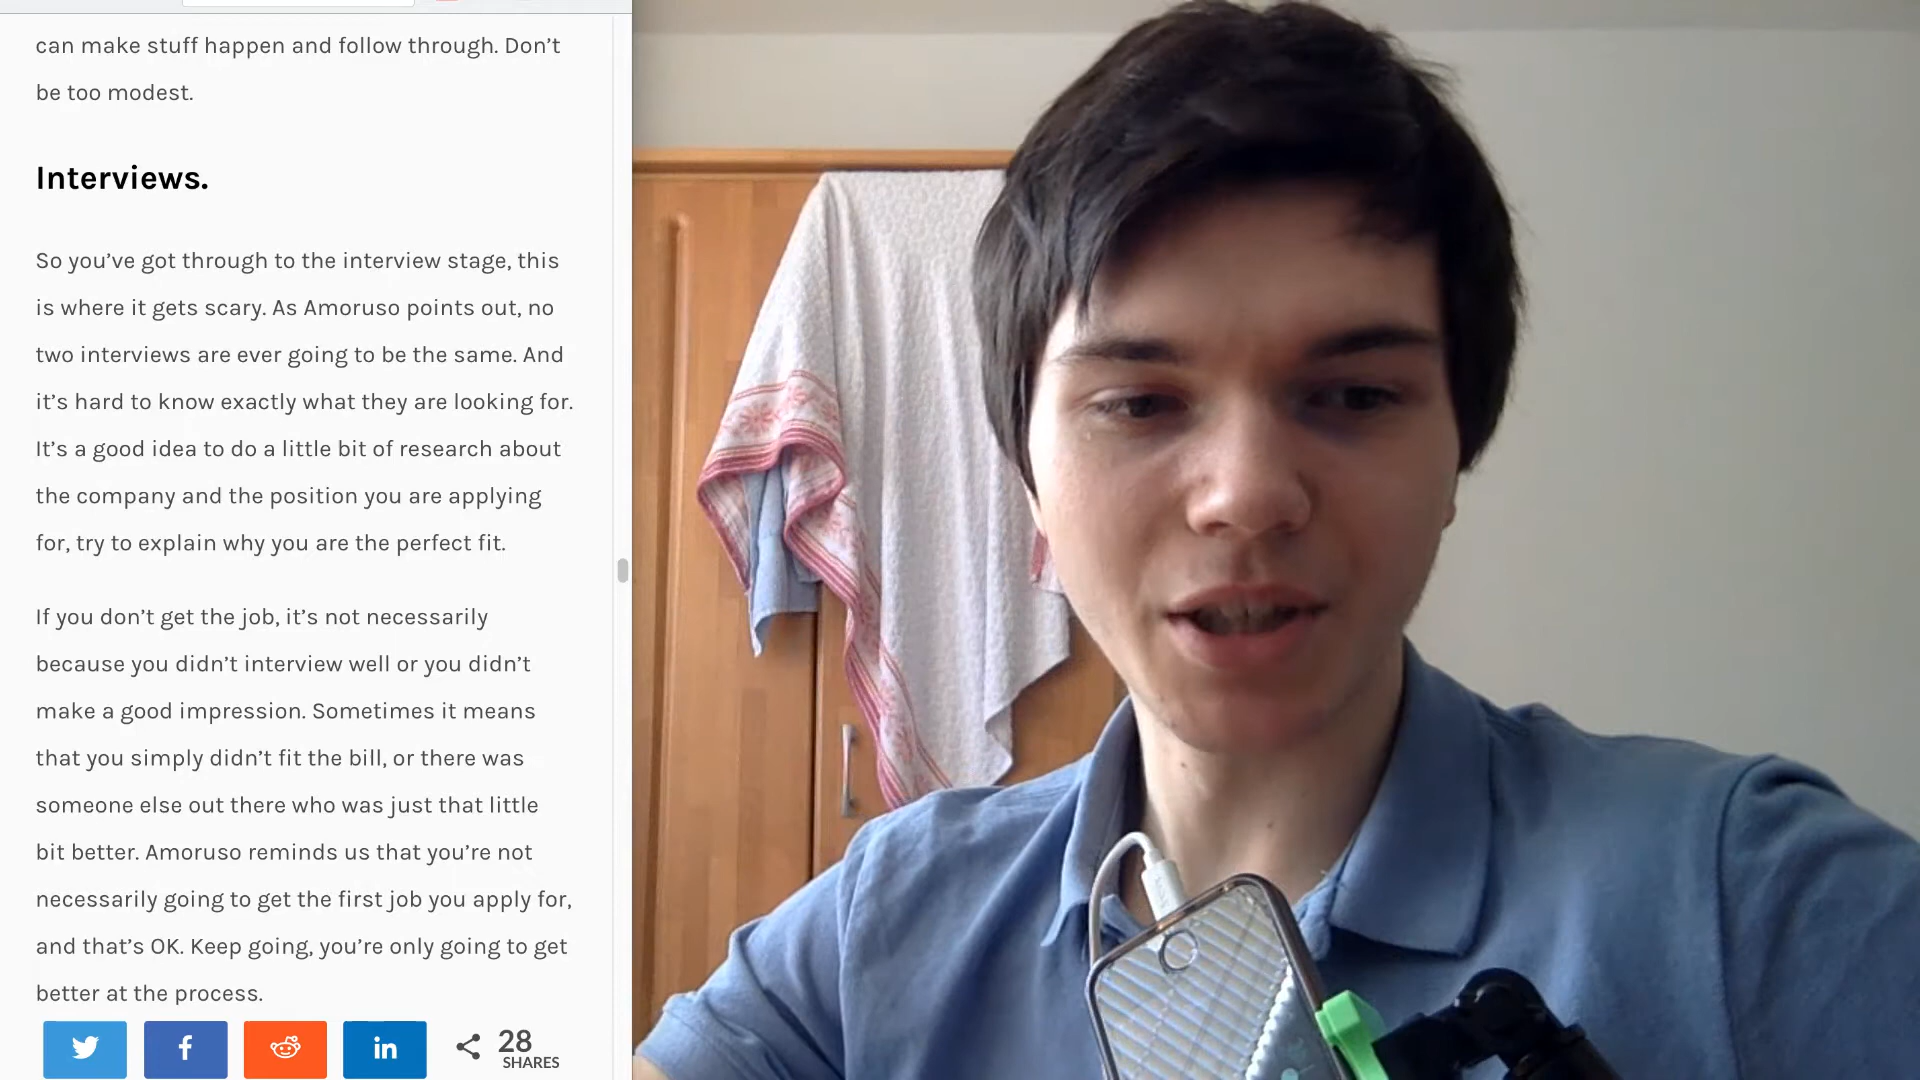 can make stuff happen and follow through. Don’t
be too modest.
Interviews.
So you’ve got through to the interview stage, this
is where it gets scary. As Amoruso points out, no
two interviews are ever going to be the same. And
it’s hard to know exactly what they are looking for.
It’s a good idea to do a little bit of research about
the company and the position you are applying
for, try to explain why you are the perfect fit.
If you don’t get the job, it’s not necessarily
because you didn’t interview well or you didn’t
make a good impression. Sometimes it means
that you simply didn’t fit the bill, or there was
someone else out there who was just that little
bit better. Amoruso reminds us that you’re not
necessarily going to get the first job you apply for,
and that’s OK. Keep going, you’re only going to get
better at the process.
in 28
SHARES